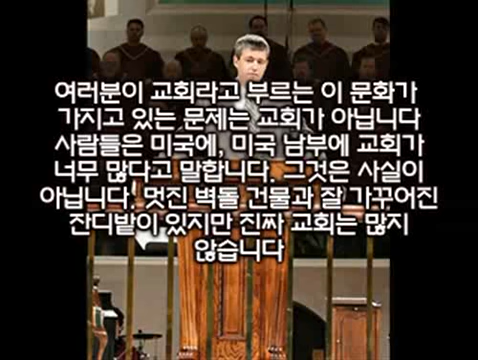 여러분이 교회라고 부르는 이 문화가
가지고 있는 문제는 교회가 아닙니다
사람들은 미국에, 미국 남부에 교회가
너무 많다고 말합니다. 그것은 사실이
아닙니다. 멋진 벽돌 건물과 잘 가꾸어진
잔디밭이 있지만 진짜 교회는 많지
않습니다